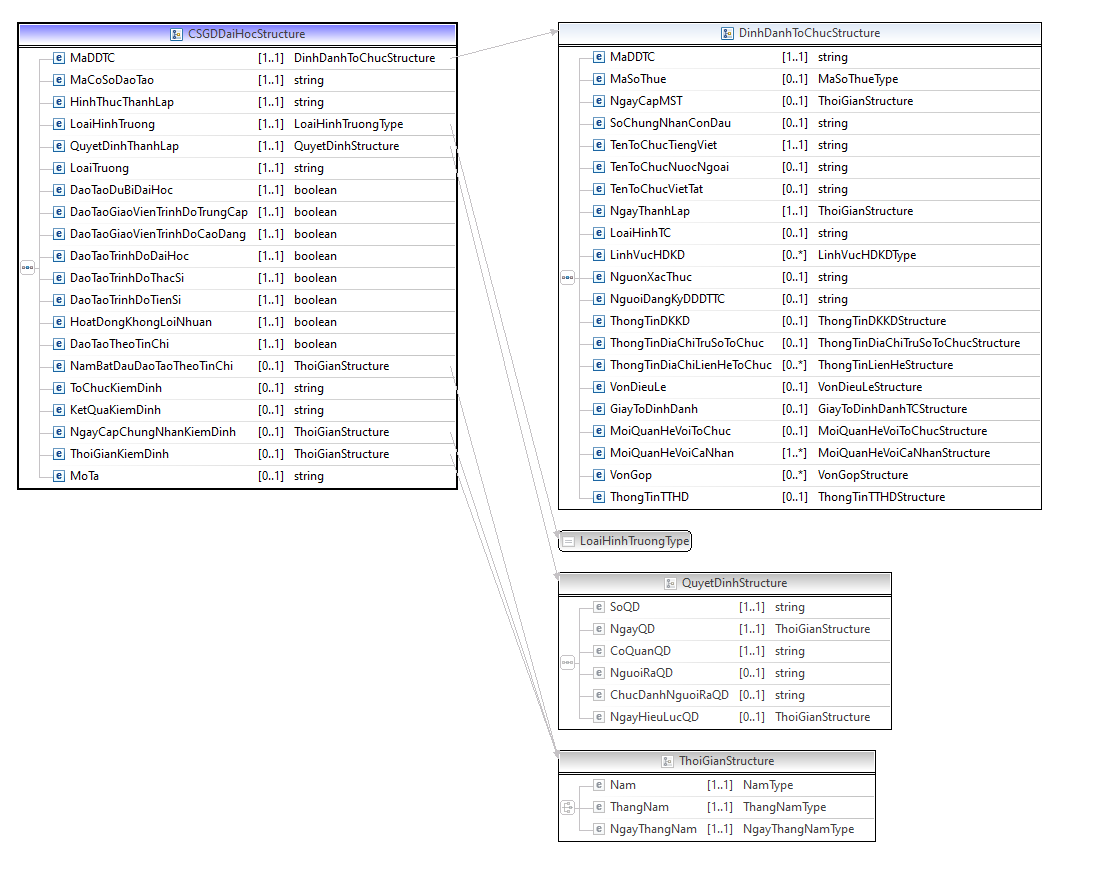 CSGDDaiHocStructure
MaDDTC [1..1] DinhDanhToChucStructure
MaCoSoDaoTao [1..1] string
HinhThucThanhLap [1..1] string
LoaiHinhTruong [1..1] LoaiHinhTruongType
QuyetDinhThanhLap [1..1] QuyetDinhStructure
LoaiTruong [1..1] string
DaoTaoDuBiDaiHoc [1..1] boolean
DaoTaoGiaoVienTrinhDoTrungCap [1..1] boolean
DaoTaoGiaoVienTrinhDoCaoDang [1..1] boolean
DaoTaoTrinhDoDaiHoc [1..1] boolean
DaoTaoTrinhDoThacSi [1..1] boolean
DaoTaoTrinhDoTienSi [1..1] boolean
HoatDongKhongLoiNhuan [1..1] boolean
DaoTaoTheoTinChi [1..1] boolean
NamBatDauDaoTaoTheoTinChi [0..1] ThoiGianStructure
ToChucKiemDinh [0..1] string
KetQuaKiemDinh [0..1] string
NgayCapChungNhanKiemDinh [0..1] ThoiGianStructure
ThoiGianKiemDinh [0..1] ThoiGianStructure
MoTa [0..1] string
DinhDanhToChucStructure
MaDDTC [1..1] string
MaSoThue [0..1] MaSoThueType
NgayCapMST [0..1] ThoiGianStructure
SoChungNhanConDau [0..1] string
TenToChucTiengViet [1..1] string
TenToChucNuocNgoai [0..1] string
TenToChucVietTat [0..1] string
NgayThanhLap [1..1] ThoiGianStructure
LoaiHinhTC [0..1] string
LinhVucHDKD [0..*] LinhVucHDKDType
NguonXacThuc [0..1] string
NguoiDangKyDDDTTC [0..1] string
ThongTinDKKD [0..1] ThongTinDKKDStructure
ThongTinDiaChiTruSoToChuc [0..1] ThongTinDiaChiTruSoToChucStructure
ThongTinDiaChiLienHeToChuc [0..*] ThongTinLienHeStructure
VonDieuLe [0..1] VonDieuLeStructure
GiayToDinhDanh [0..1] GiayToDinhDanhTCStructure
MoiQuanHeVoiToChuc [0..1] MoiQuanHeVoiToChucStructure
MoiQuanHeVoiCaNhan [1..*] MoiQuanHeVoiCaNhanStructure
VonGop [0..*] VonGopStructure
ThongTinTTHD [0..1] ThongTinTTHDStructure
LoaiHinhTruongType
QuyetDinhStructure
SoQD [1..1] string
NgayQD [1..1] ThoiGianStructure
CoQuanQD [1..1] string
NguoiRaQD [0..1] string
ChucDanhNguoiRaQD [0..1] string
NgayHieuLucQD [0..1] ThoiGianStructure
ThoiGianStructure
Nam [1..1] NamType
ThangNam [1..1] ThangNamType
NgayThangNam [1..1] NgayThangNamType